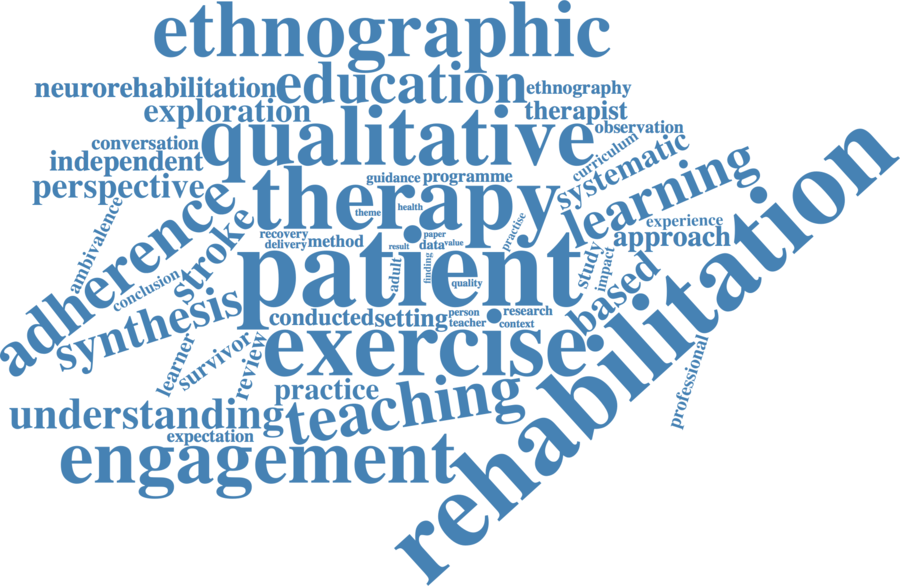 ethnographic
neurorehabilitation education ethnography
exploration therapist
conversation qualitative observation
independent curriculum
perspective guidance programme systematic
therapy learning
theme health
adherence stroke ambivalence
recovery paper practise experience
delivery method result data value approach
patient rehabilitation
conclusion adult finding quality study impact
synthesis based
conducted setting person research
teacher context
exercise
learner survivor review professional
practice
understanding teaching
expectation
engagement